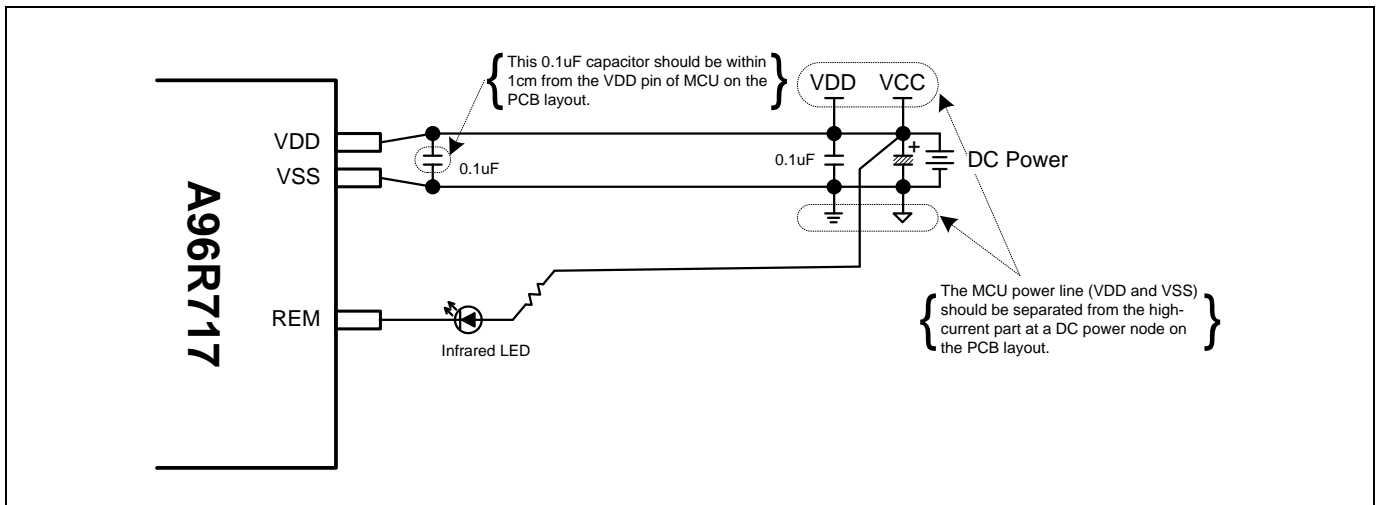 This 0.1uF capacitor should be within
1cm from the VDD pin of MCU on the
PCB layout.
VDD VCC
VDD
VSS
0.1uF
0.1uF
+
DC Power
A96R717
REM
Infrared LED
The MCU power line (VDD and VSS)
should be separated from the high-
current part at a DC power node on
the PCB layout.